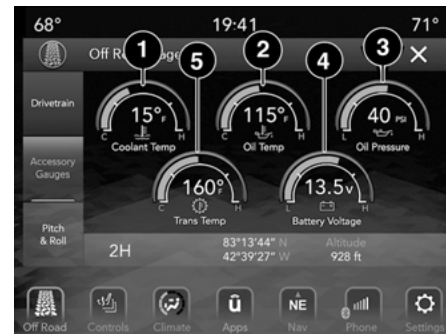 68° 19:41 71°
Off R
1
5
2
4
3
Drivetrain
Accessory
Gauges
Pitch
& Roll
15°F
C H
Coolant Temp
115°F
C H
Oil Temp
40 PSI
L H
Oil Pressure
160°F
C H
Trans Temp
13.5v
L H
Battery Voltage
2H
83°13'44" N
42°39'27" W
Altitude
928 ft
Off Road Controls Climate Apps Nav Phone Settings
û
NE